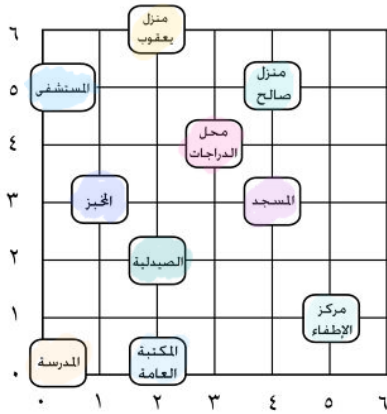 ٦
منزل
يعقوب
٥
المستشفى
منزل
صالح
٤
محل
الدراجات
٣
المخبز
المسجد
٢
الصيدلية
١
مركز
الإطفاء
٠
المدرسة
المكتبة
العامة
٠ ١ ٢ ٣ ٤ ٥ ٦